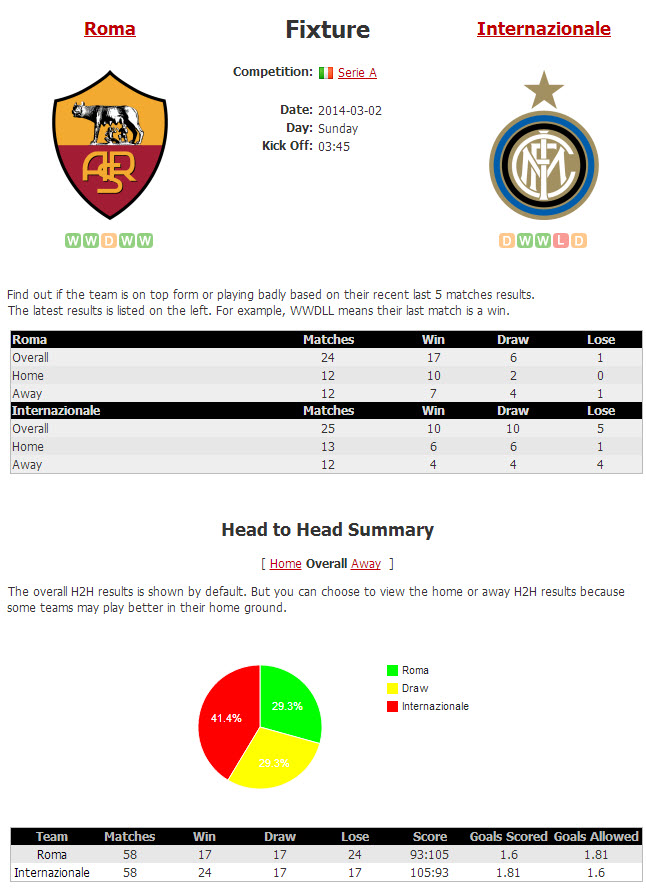 Roma
Fixture
Internazionale
Competition: Serie A
Date: 2014-03-02
Day: Sunday
Kick Off: 03:45
ASR
W W D W W
D W W L D
Find out if the team is on top form or playing badly based on their recent last 5 matches results.
The latest results is listed on the left. For example, WWDLL means their last match is a win.
Roma Matches Win Draw Lose
Overall 24 17 6 1
Home 12 10 2 0
Away 12 7 4 1
Internazionale Matches Win Draw Lose
Overall 25 10 10 5
Home 13 6 6 1
Away 12 4 4 4
Head to Head Summary
[ Home Overall Away ]
The overall H2H results is shown by default. But you can choose to view the home or away H2H results because
some teams may play better in their home ground.
Roma
Draw
Internazionale
41.4% 29.3%
29.3%
Team Matches Win Draw Lose Score Goals Scored Goals Allowed
Roma 58 17 17 24 93:105 1.6 1.81
Internazionale 58 24 17 17 105:93 1.81 1.6